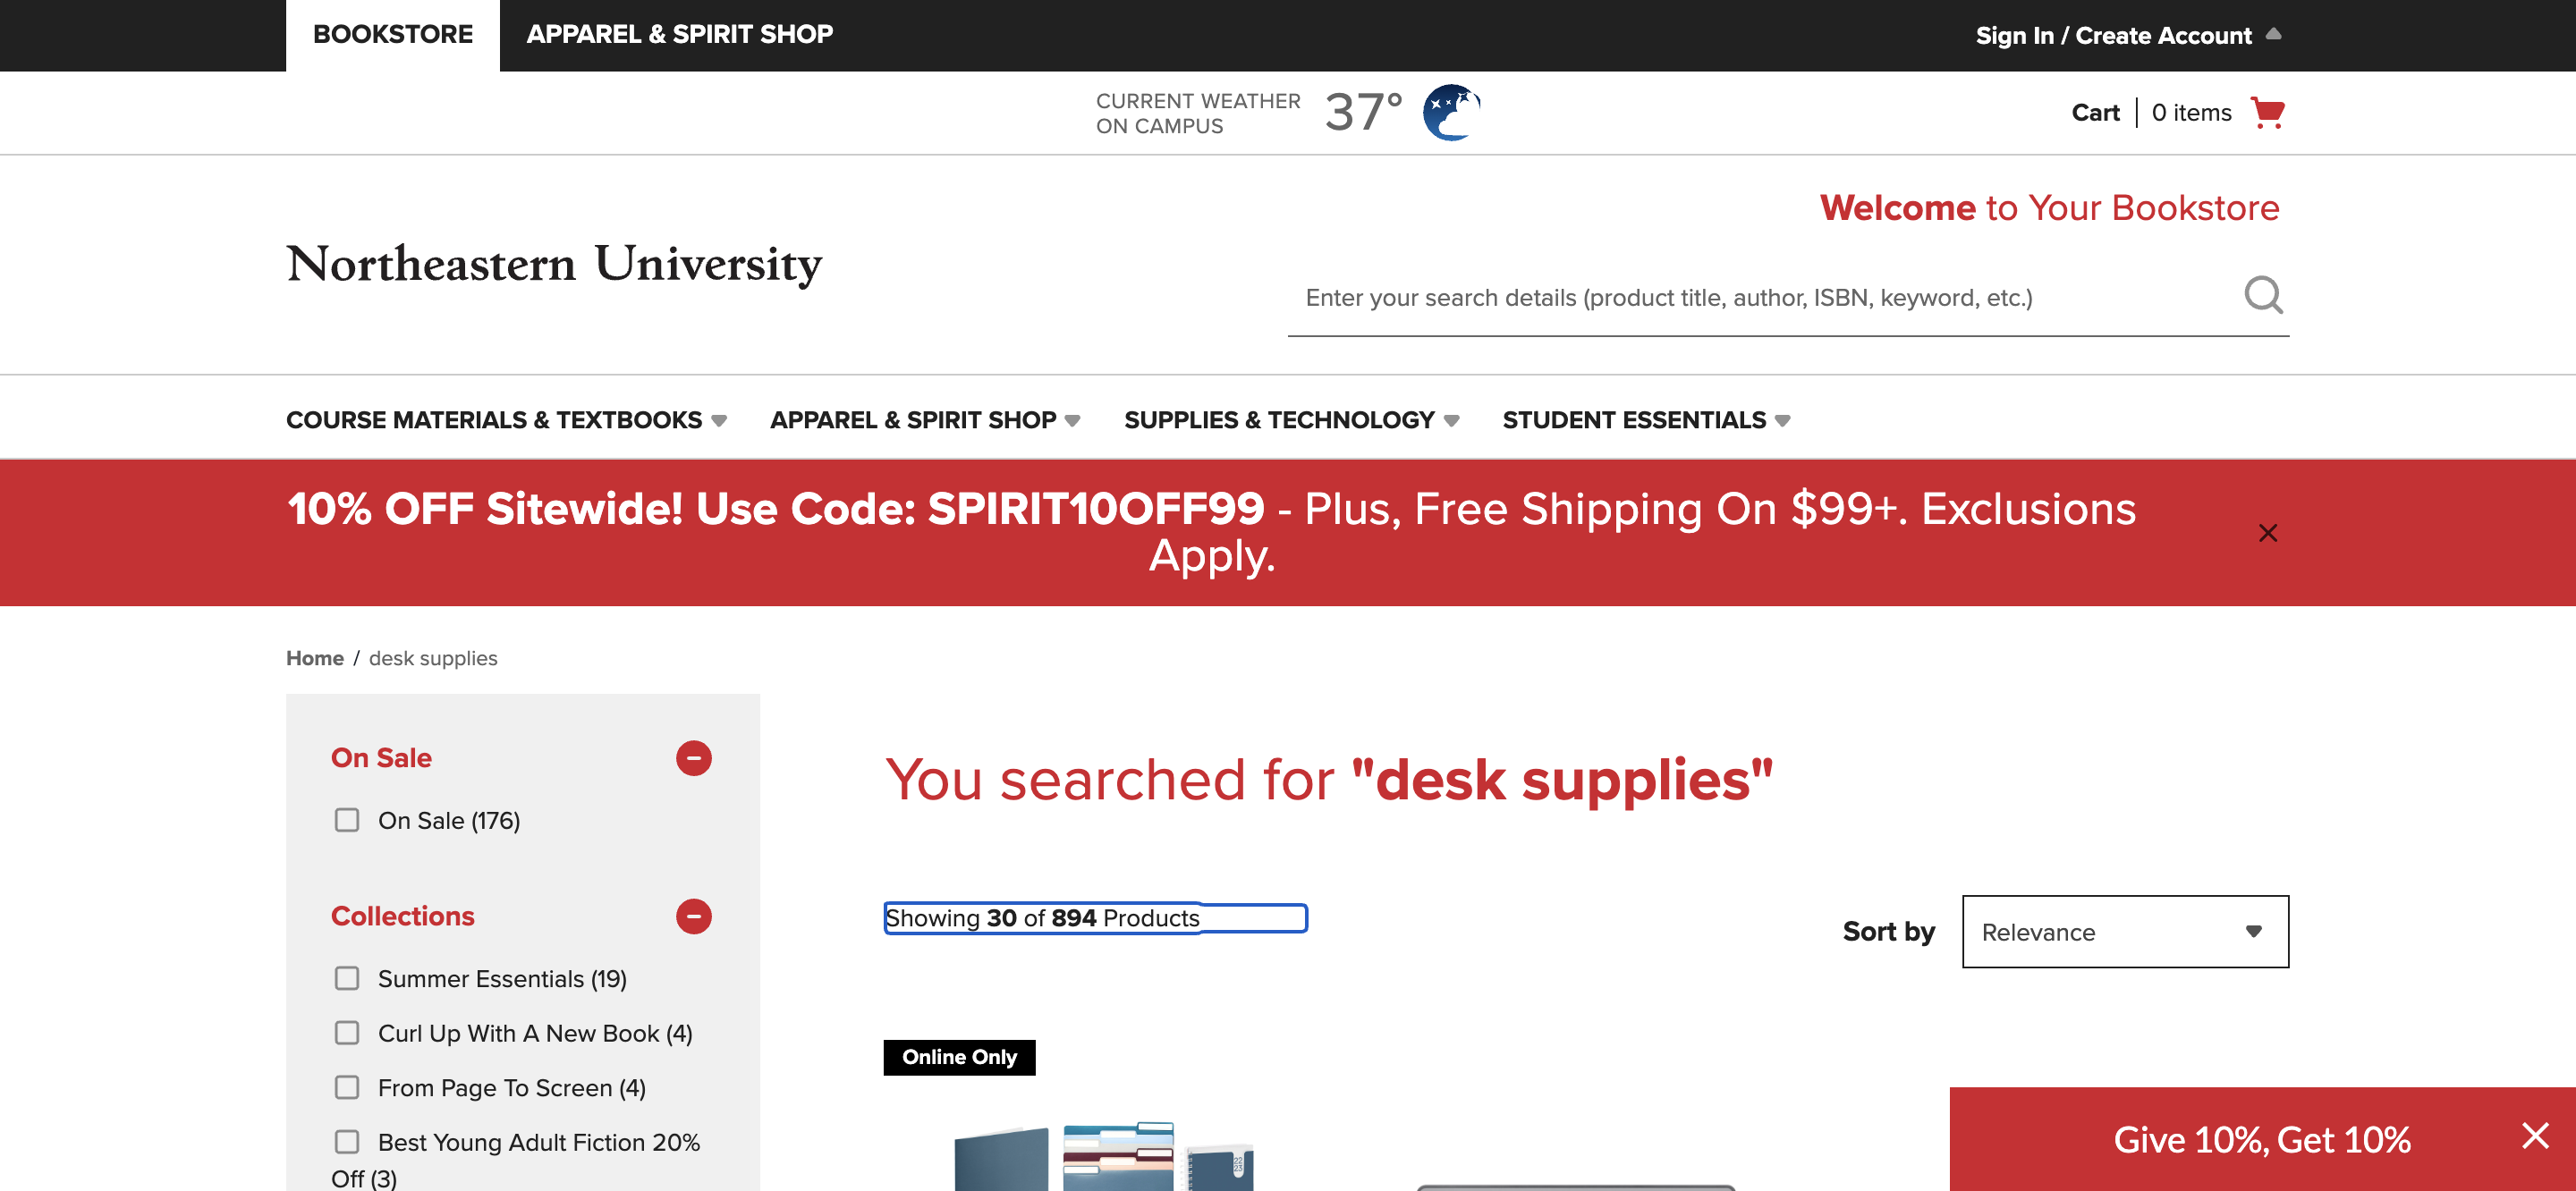 BOOKSTORE
APPAREL & SPIRIT SHOP
Sign In / Create Account
CURRENT WEATHER
ON CAMPUS
37°
Cart | 0 items
Welcome to Your Bookstore
Northeastern University
Enter your search details (product title, author, ISBN, keyword, etc.)
COURSE MATERIALS & TEXTBOOKS
APPAREL & SPIRIT SHOP
SUPPLIES & TECHNOLOGY
STUDENT ESSENTIALS
10% OFF Sitewide! Use Code: SPIRIT10OFF99 - Plus, Free Shipping On $99+. Exclusions
Apply.
Home / desk supplies
On Sale
On Sale (176)
Collections
Summer Essentials (19)
Curl Up With A New Book (4)
From Page To Screen (4)
Best Young Adult Fiction 20%
Off (3)
You searched for "desk supplies"
Showing 30 of 894 Products
Sort by
Relevance
Online Only
22
23
Give 10%, Get 10%